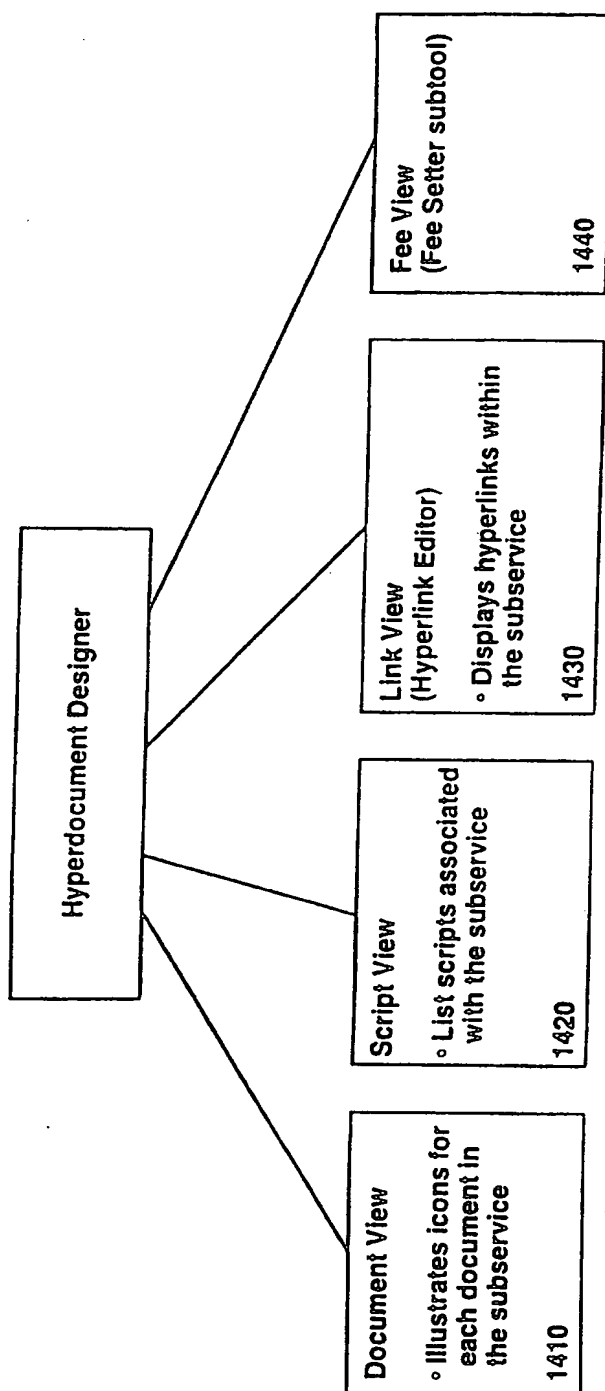 Hyperdocument Designer
Document View
° Illustrates icons for
each document in
the subservice
1410
Script View
° List scripts associated
with the subservice
1420
Link View
(Hyperlink Editor)
° Displays hyperlinks within
the subservice
1430
Fee View
(Fee Setter subtool)
1440